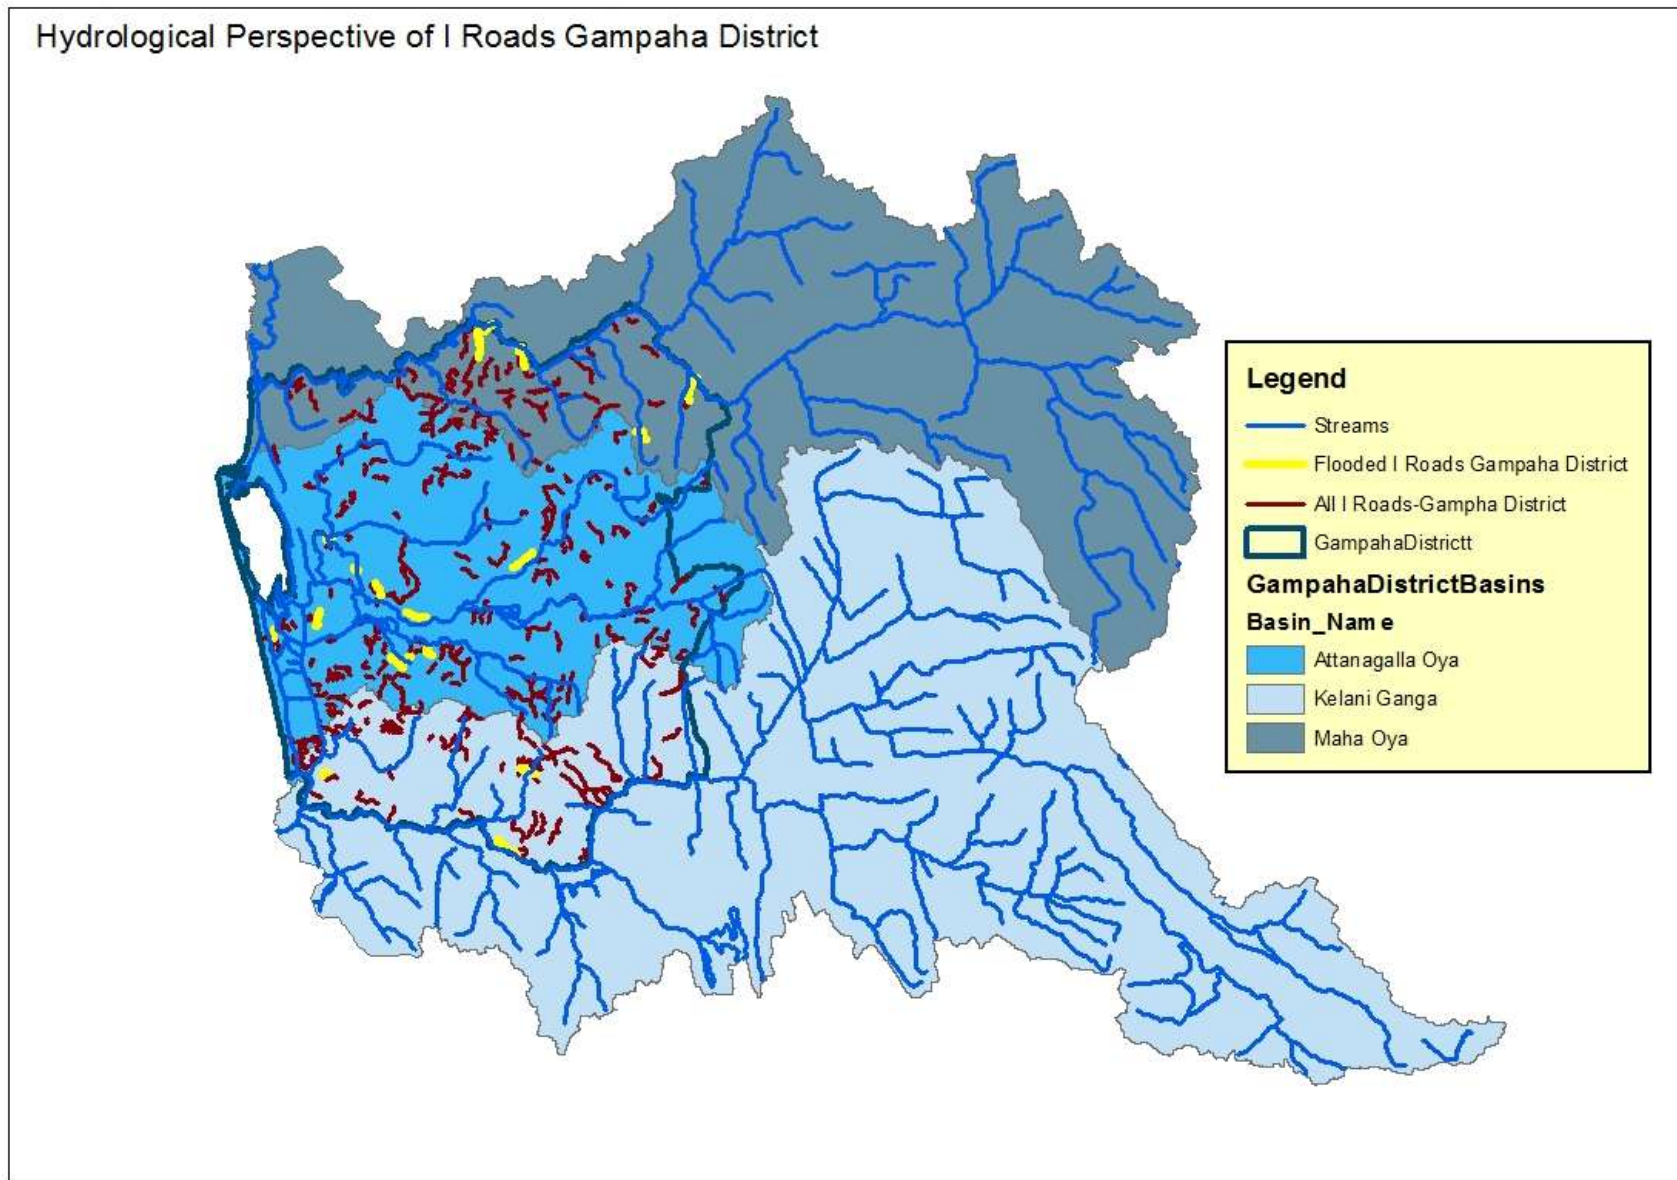 Hydrological Perspective of I Roads Gampaha District
Legend
Streams
Flooded I Roads Gampaha District
All I Roads-Gampha District
GampahaDistrictt
GampahaDistrictBasins
Basin_Name
Attanagalla Oya
Kelani Ganga
Maha Oya